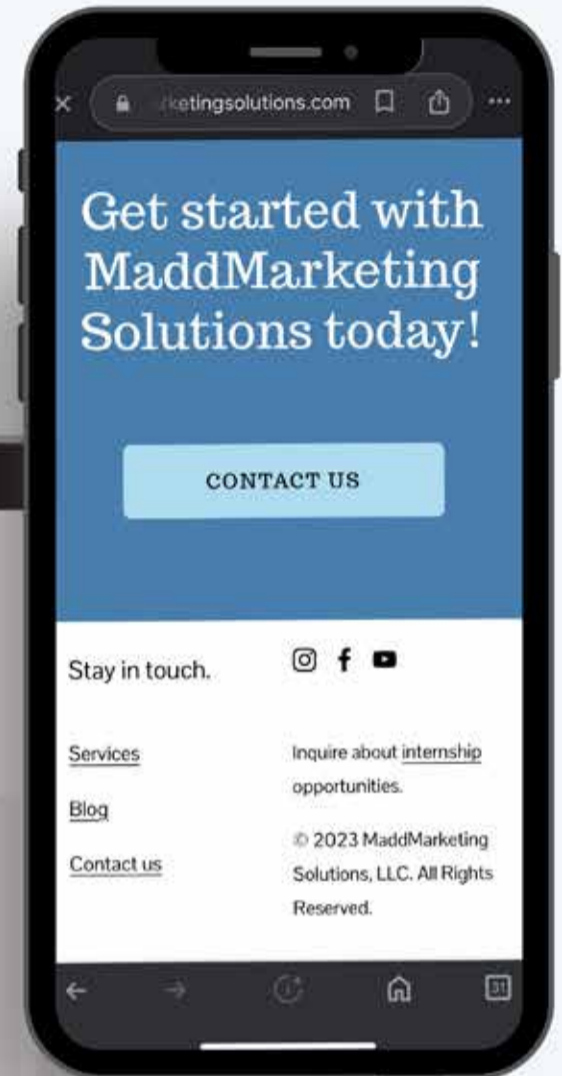 rketingsolutions.com
Get started with
MaddMarketing
Solutions today!
CONTACT US
Stay in touch.
Services
Blog
Contact us
Inquire about internship
opportunities.
© 2023 MaddMarketing
Solutions, LLC. All Rights
Reserved.
31